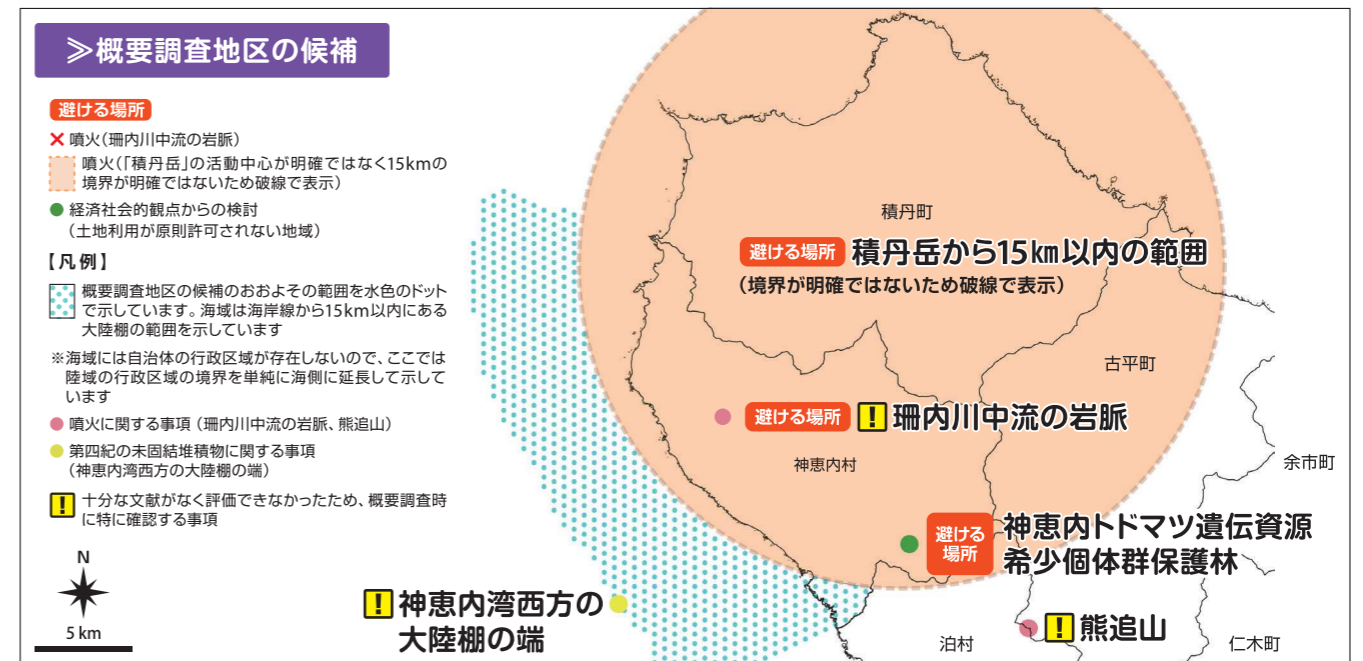 ≫概要調査地区の候補
避ける場所
✕ 噴火(珊内川中流の岩脈)
噴火(「積丹岳」の活動中心が明確ではなく15kmの
境界が明確ではないため破線で表示)
● 経済社会的観点からの検討
(土地利用が原則許可されない地域)
【凡例】
概要調査地区の候補のおおよその範囲を水色のドット
で示しています。海域は海岸線から15km以内にある
大陸棚の範囲を示しています
※海域には自治体の行政区域が存在しないので、ここでは
陸域の行政区域の境界を単純に海側に延長して示して
います
● 噴火に関する事項(珊内川中流の岩脈、熊追山)
● 第四紀の未固結堆積物に関する事項
(神恵内湾西方の大陸棚の端)
! 十分な文献がなく評価できなかったため、概要調査時
に特に確認する事項
N
5 km
積丹町
避ける場所 積丹岳から15㎞以内の範囲
(境界が明確ではないため破線で表示)
古平町
避ける場所 ! 珊内川中流の岩脈
神恵内村
余市町
避ける
場所
神恵内トドマツ遺伝資源
希少個体群保護林
! 神恵内湾西方の
大陸棚の端
! 熊追山
泊村
仁木町